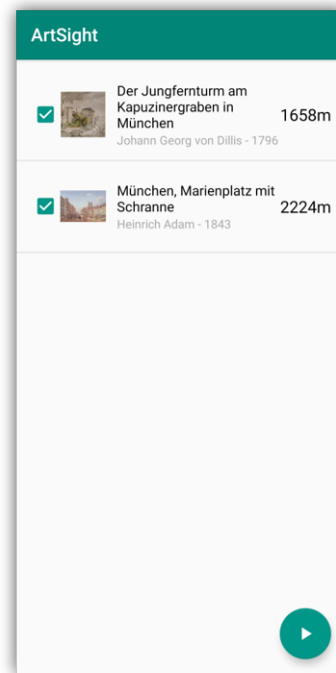 ArtSight
Der Jungfernturm am
Kapuzinergraben in
München
Johann Georg von Dillis - 1796
1658m
München, Marienplatz mit
Schranne
Heinrich Adam - 1843
2224m